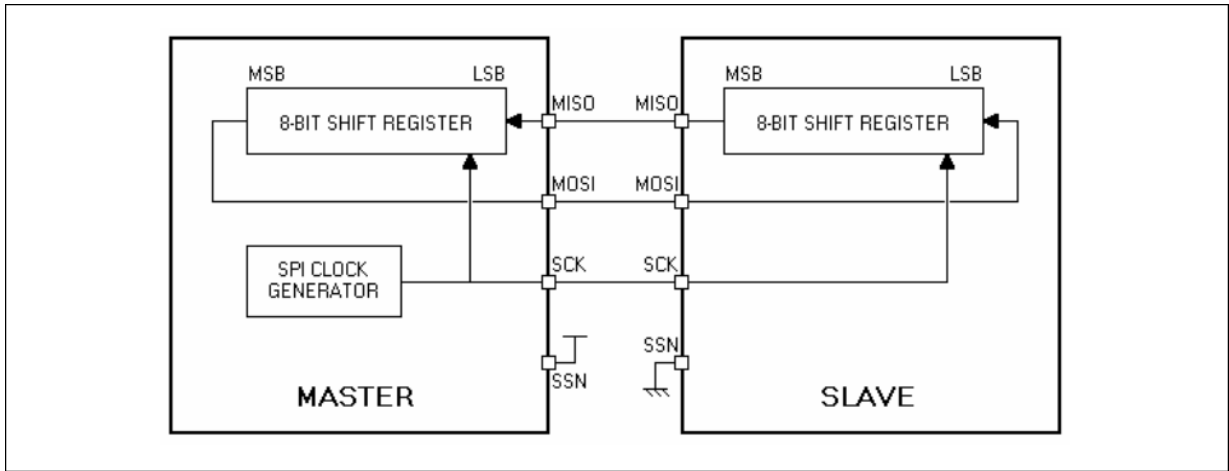 MSB LSB
8-BIT SHIFT REGISTER
MISO MISO
MSB LSB
8-BIT SHIFT REGISTER
MOSI MOSI
SPI CLOCK
GENERATOR
SCK SCK
SSN
SSN
MASTER
SLAVE